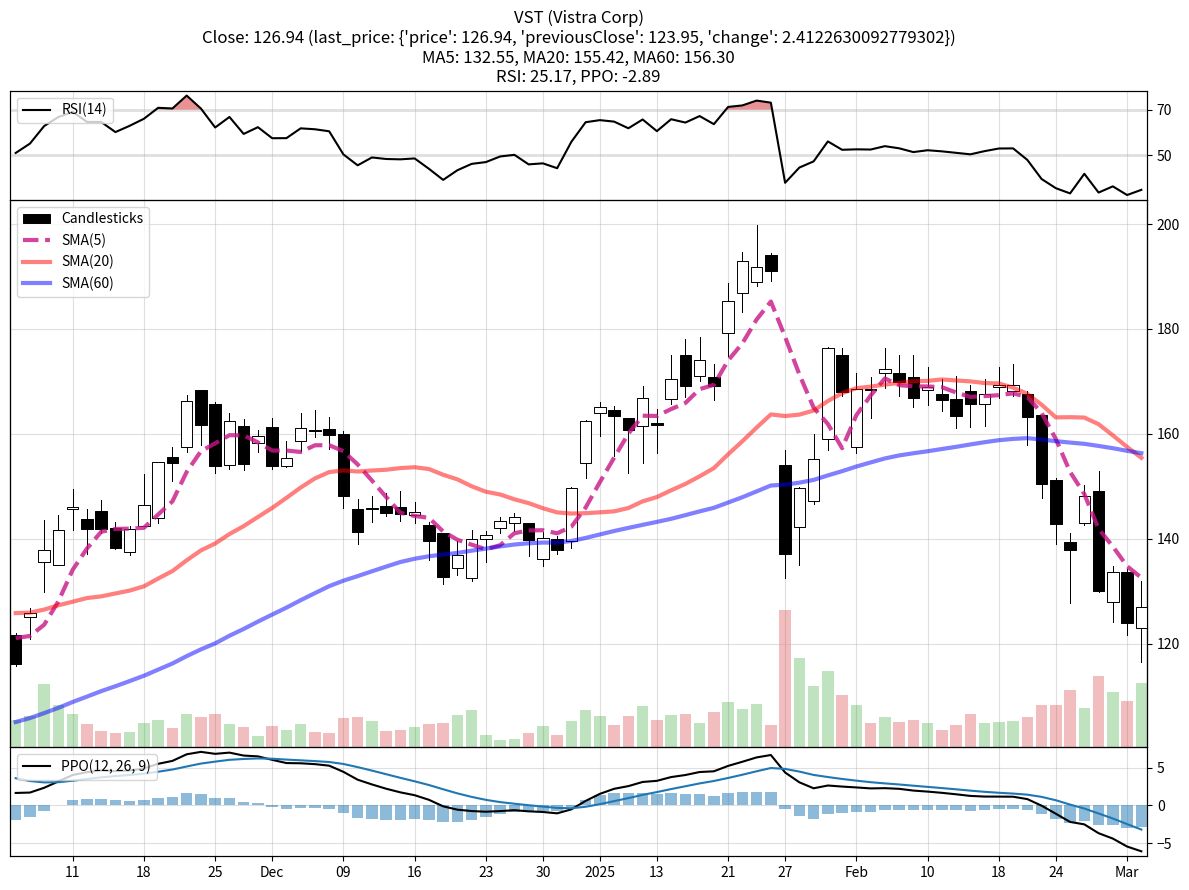 VST (Vistra Corp)
Close: 126.94 (last_price: {'price': 126.94, 'previousClose': 123.95, 'change': 2.4122630092779302})
MA5: 132.55, MA20: 155.42, MA60: 156.30
RSI: 25.17, PPO: -2.89
RSI(14)
70
50
Candlesticks
SMA(5)
SMA(20)
SMA(60)
200
180
160
140
120
PPO(12,26,9)
5
0
−5
11 18 25 Dec 09 16 23 30 2025 13 21 27 Feb 10 18 24 Mar